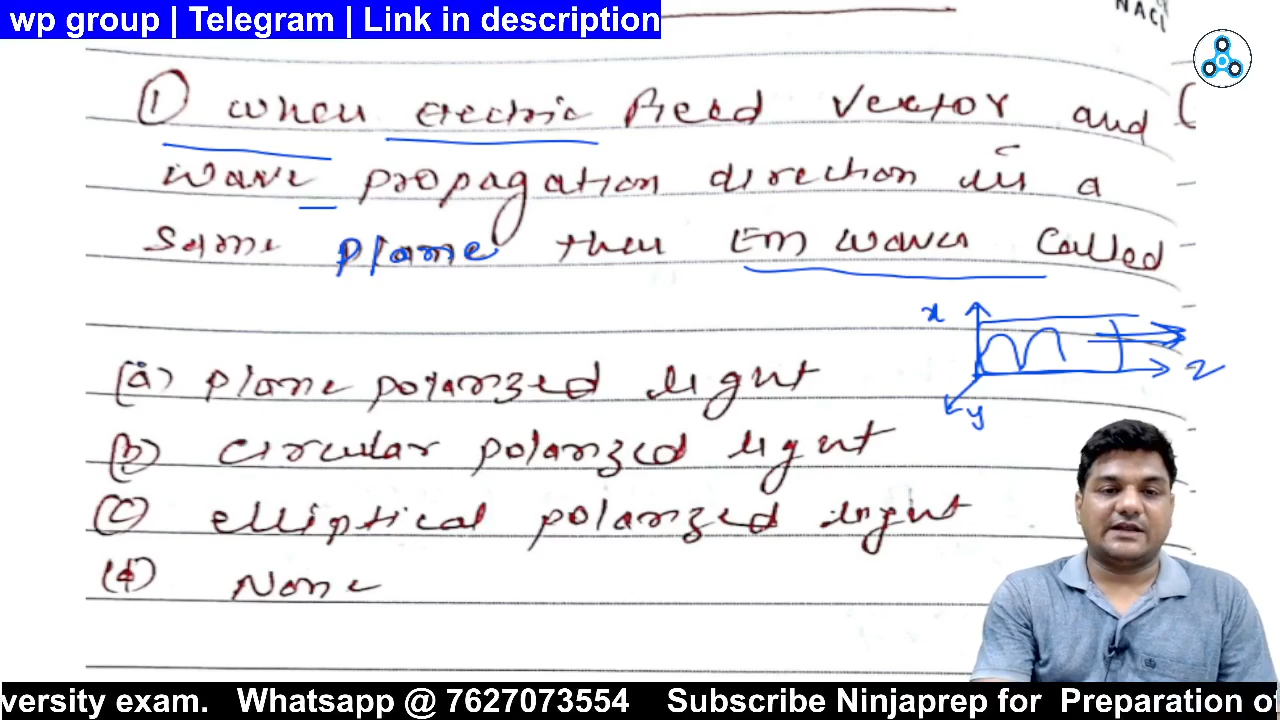 wp group | Telegram | Link in description
NACl
① when electric field vector and
wave propagation direction in a
same plane then Em waves called
x
z
y
(a) plane polarized light
(b) circular polarized light
(c) elliptical polarized light
(d) None
versity exam. Whatsapp @ 7627073554 Subscribe Ninjaprep for Preparation o